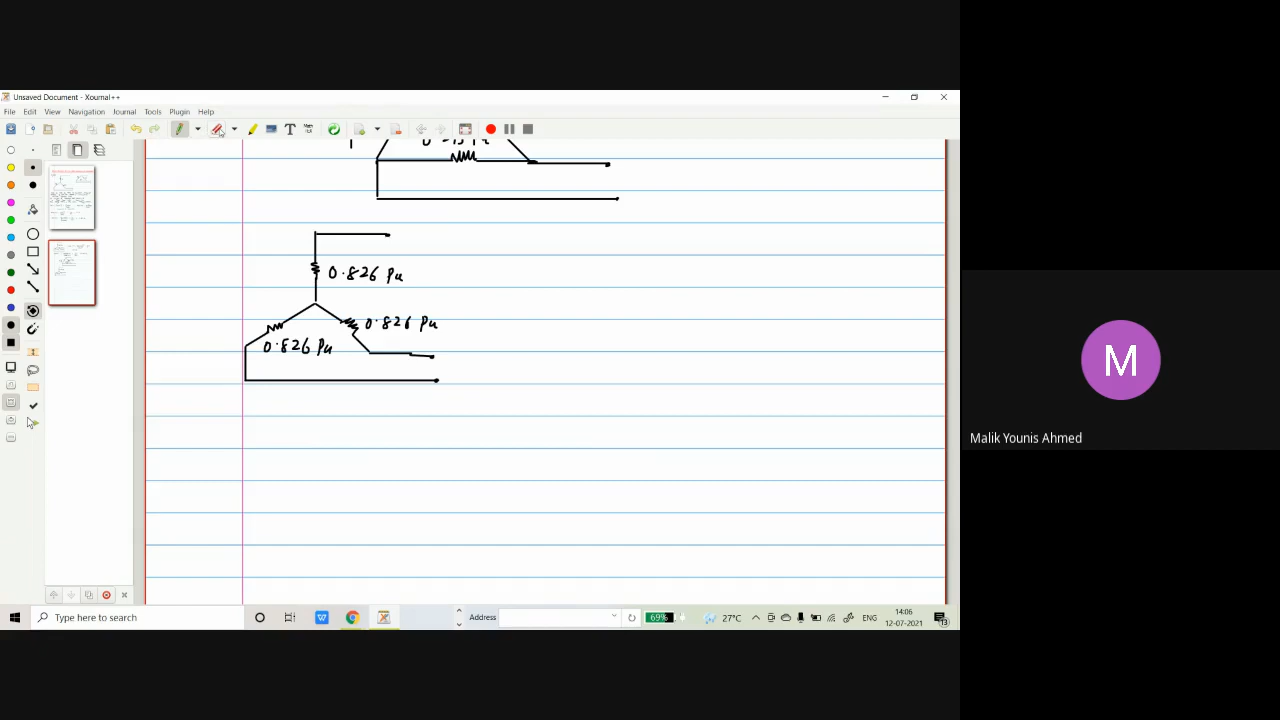 Unsaved Document - Xournal++
File Edit View Navigation Journal Tools Plugin Help
0.826 Pu
0.826 Pu
0.826 Pu
M
Malik Younis Ahmed
Type here to search
Address
69%
27°C
ENG
14:06
12-07-2021